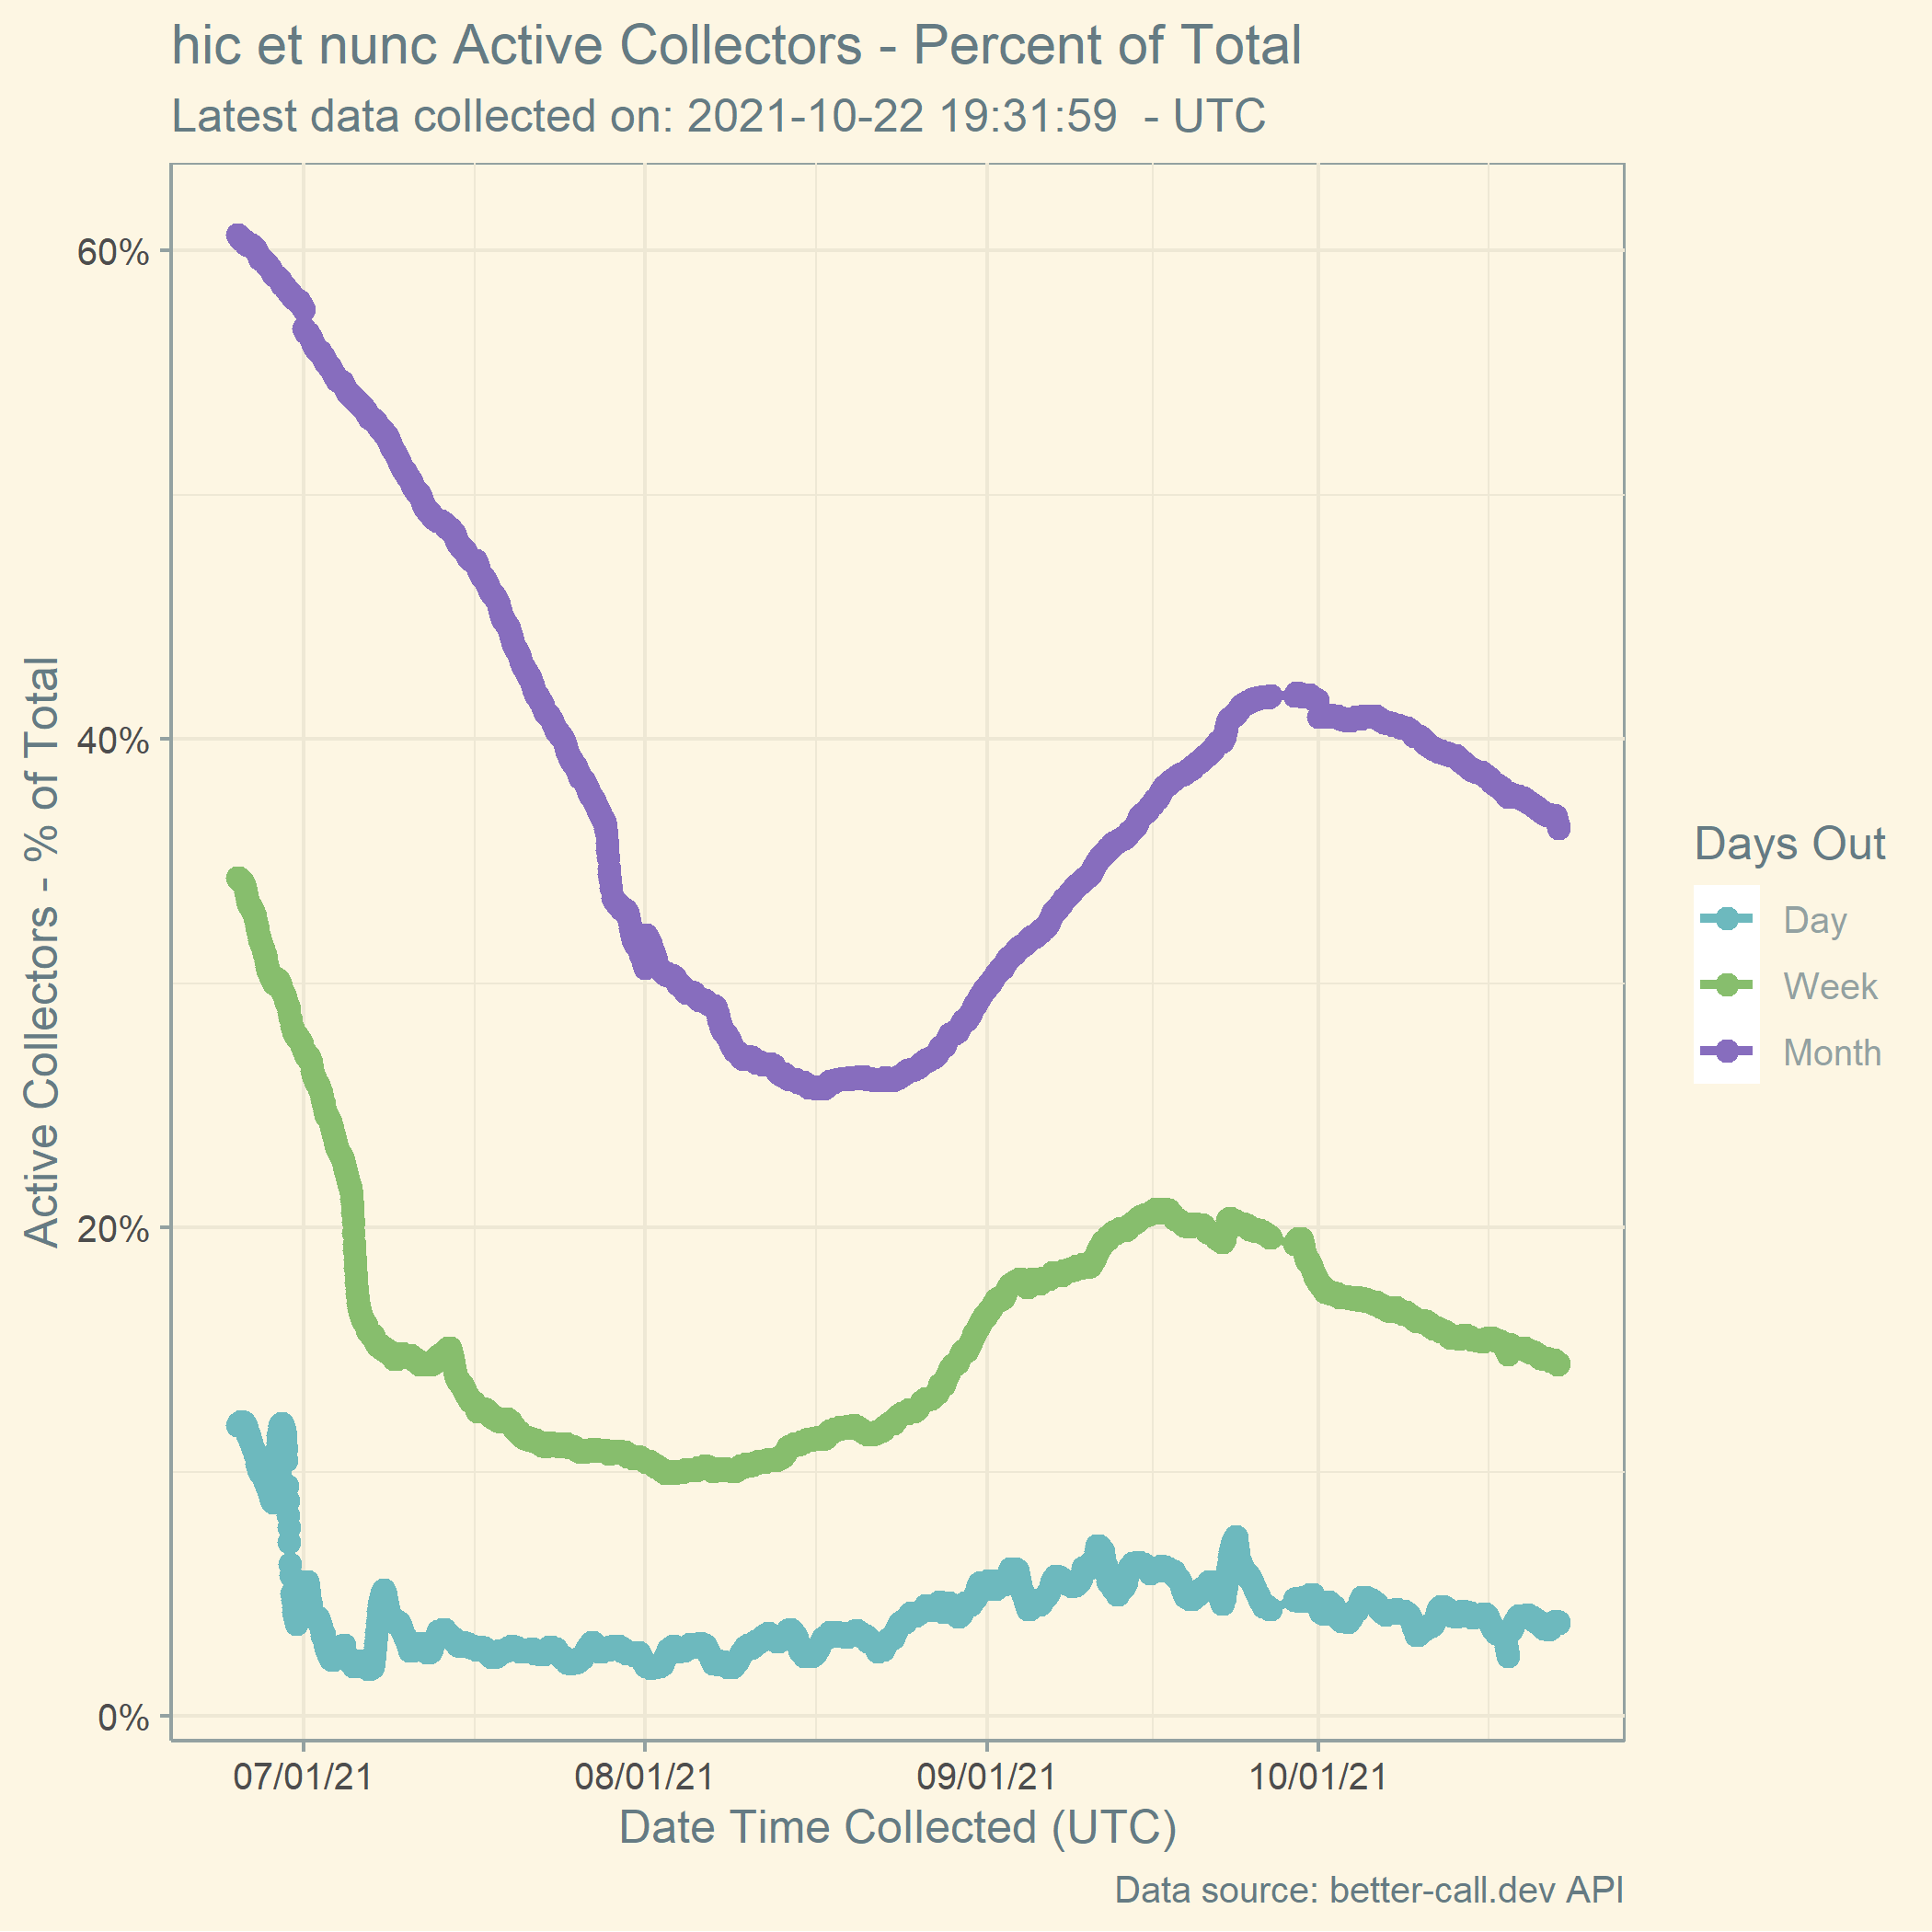 hic et nunc Active Collectors - Percent of Total
Latest data collected on: 2021-10-22 19:31:59  - UTC
Active Collectors - % of Total
60%
40%
20%
0%
07/01/21
08/01/21
09/01/21
10/01/21
Date Time Collected (UTC)
Days Out
Day
Week
Month
Data source: better-call.dev API